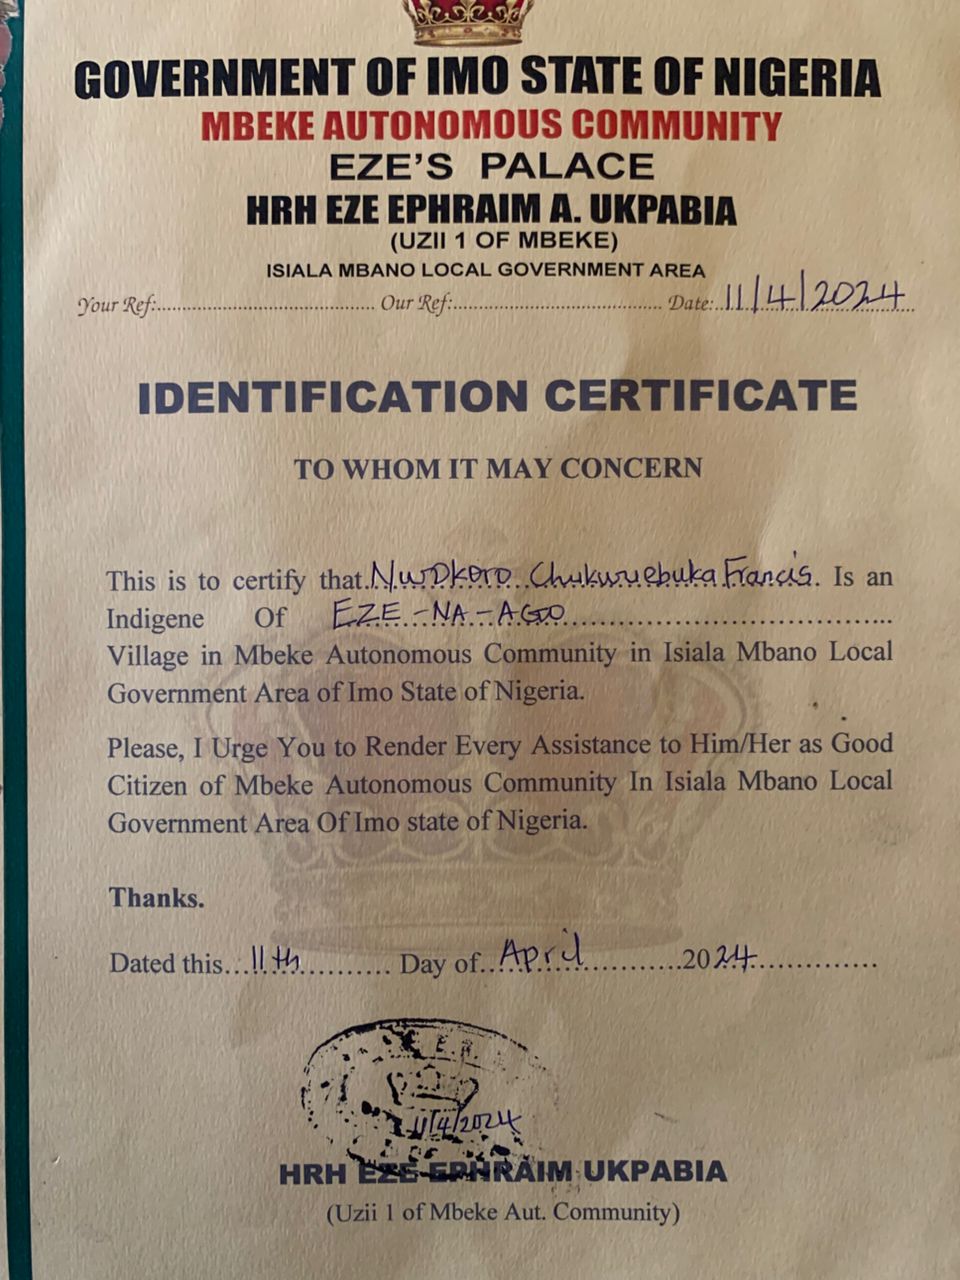 GOVERNMENT OF IMO STATE OF NIGERIA
MBEKE AUTONOMOUS COMMUNITY
EZE'S PALACE
HRH EZE EPHRAIM A. UKPABIA
(UZII 1 OF MBEKE)
ISIALA MBANO LOCAL GOVERNMENT AREA
Your Ref:.................................... Our Ref:.................................... Date:..11/4/2024
IDENTIFICATION CERTIFICATE
TO WHOM IT MAY CONCERN
This is to certify that Nwokoro Chukwuebuka Francis. Is an
Indigene Of EZE-NA-AGO..........................................
Village in Mbeke Autonomous Community in Isiala Mbano Local
Government Area of Imo State of Nigeria.
Please, I Urge You to Render Every Assistance to Him/Her as Good
Citizen of Mbeke Autonomous Community In Isiala Mbano Local
Government Area Of Imo state of Nigeria.
Thanks.
Dated this...11th........... Day of..April.............2024...............
E.R.
11/4/2024
HRH EZE EPHRAIM UKPABIA
(Uzii 1 of Mbeke Aut. Community)